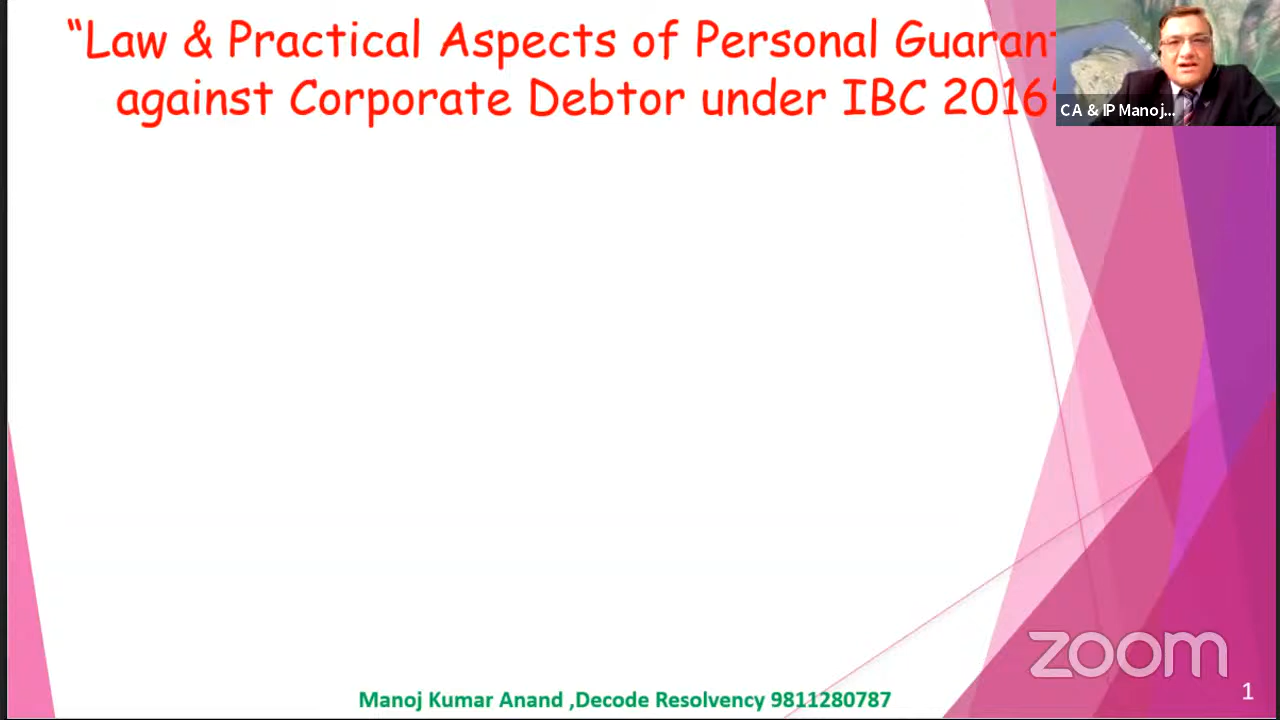 “Law & Practical Aspects of Personal Guarant
against Corporate Debtor under IBC 2016"
CA & IP Manoj...
zoom
Manoj Kumar Anand ,Decode Resolvency 9811280787
1